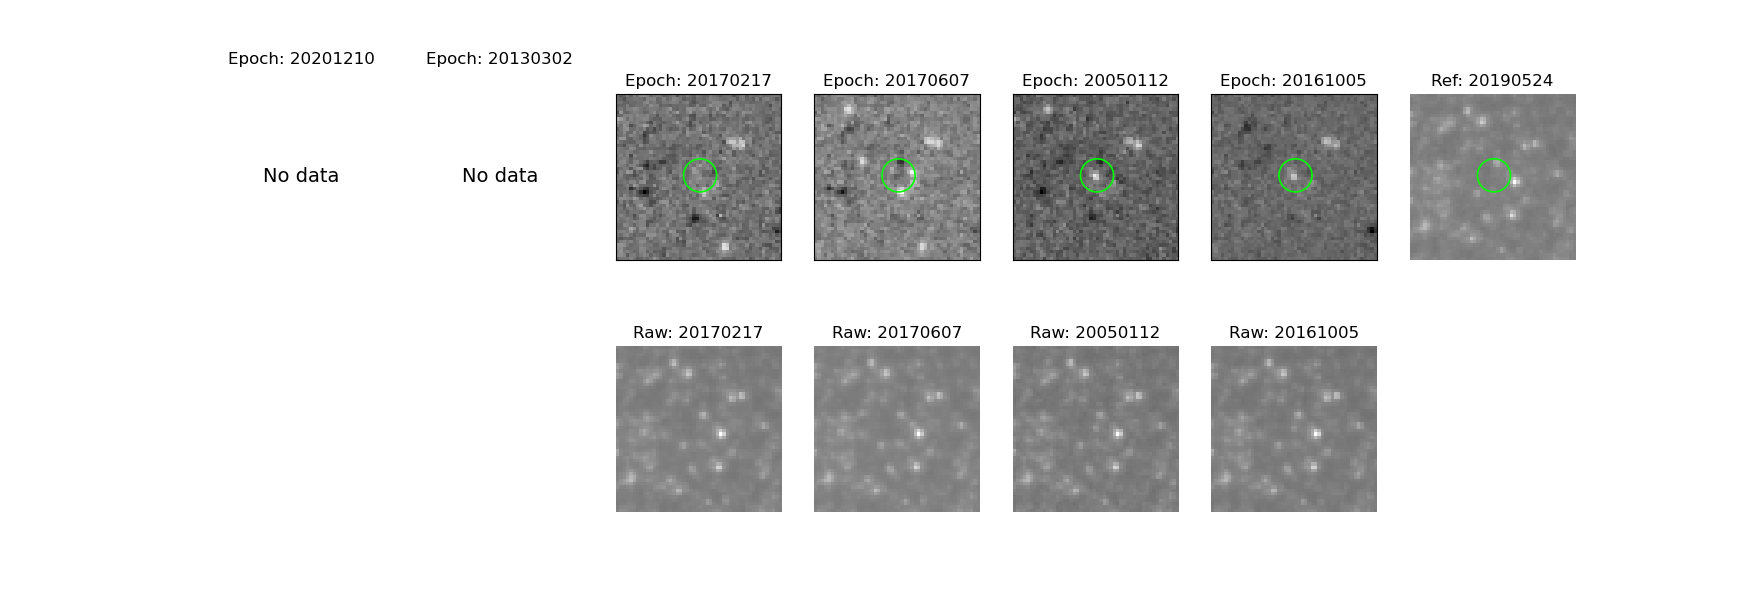 Epoch: 20201210
Epoch: 20130302
Epoch: 20170217
Epoch: 20170607
Epoch: 20050112
Epoch: 20161005
Ref: 20190524
No data
No data
Raw: 20170217
Raw: 20170607
Raw: 20050112
Raw: 20161005